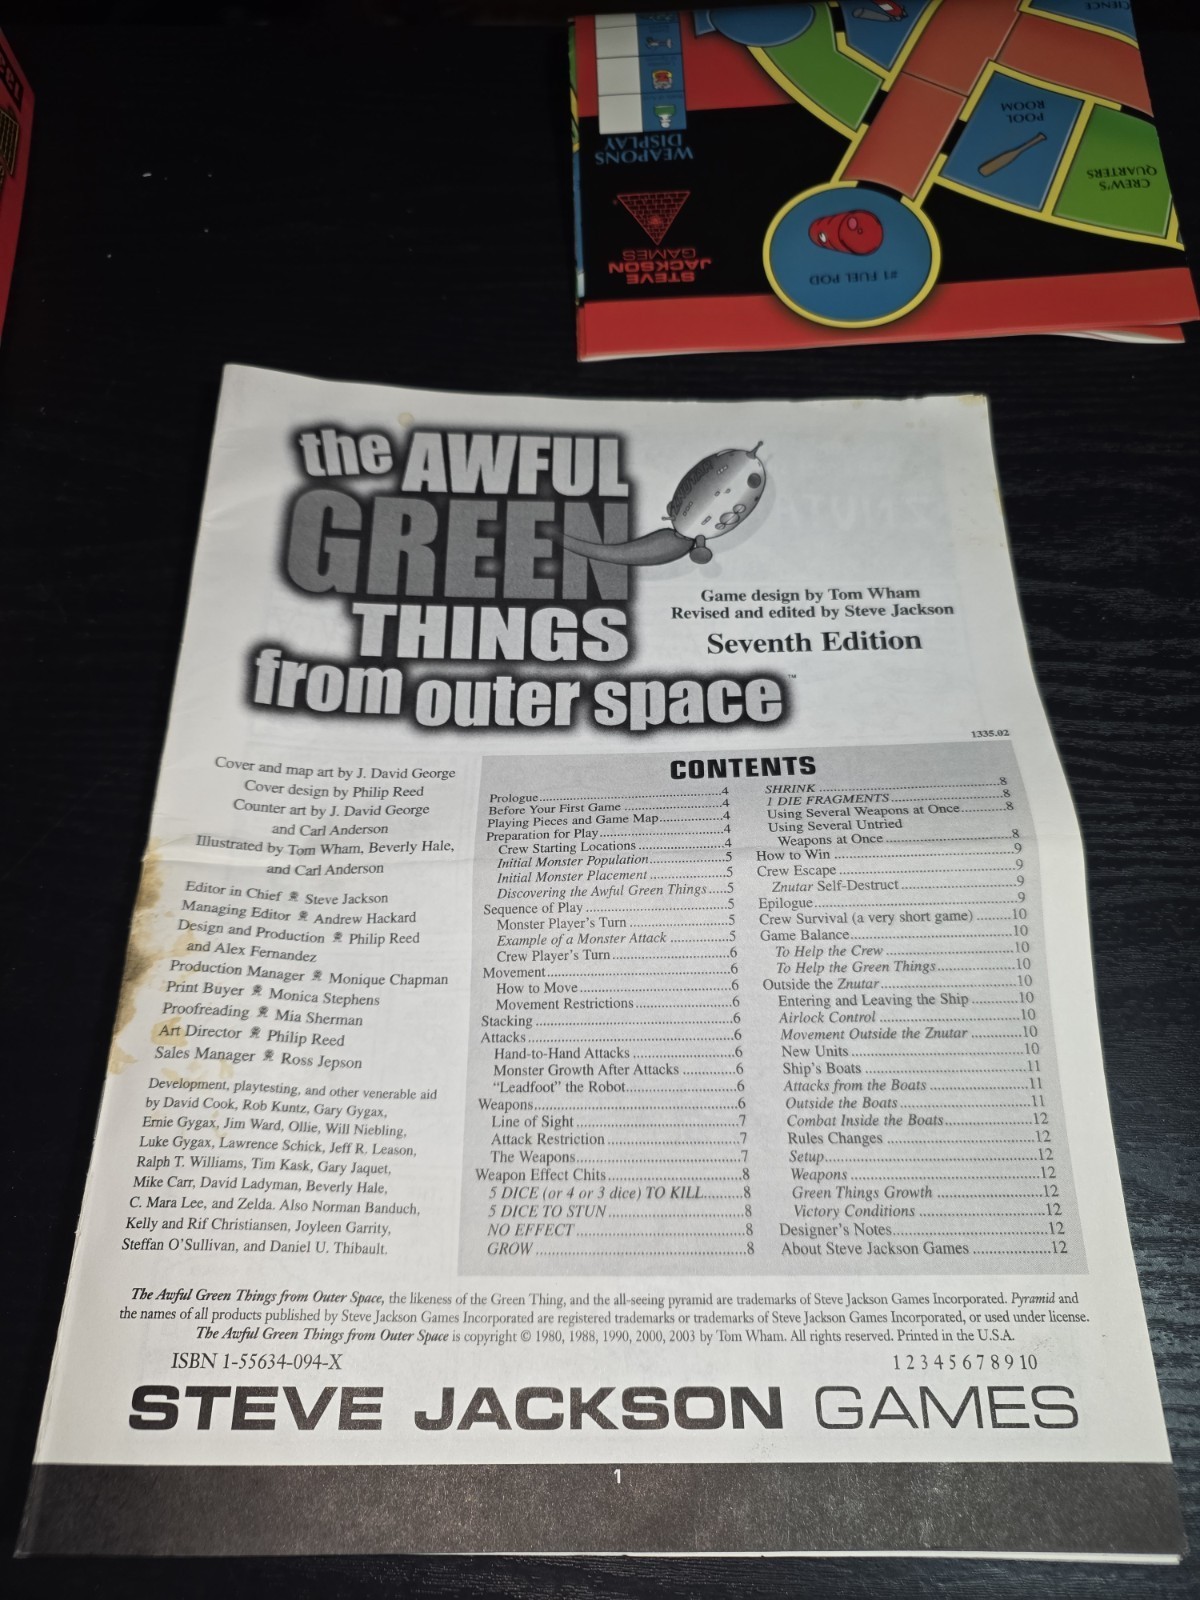 WEAPONS
DISPLAY
STEVE
JACKSON
GAMES
#1 FUEL POD
POOL
ROOM
CREW'S
QUARTERS
the AWFUL
GREEN
THINGS
from outer space™
Game design by Tom Wham
Revised and edited by Steve Jackson
Seventh Edition
1335.02
Cover and map art by J. David George
Cover design by Philip Reed
Counter art by J. David George
and Carl Anderson
Illustrated by Tom Wham, Beverly Hale,
and Carl Anderson
Editor in Chief Steve Jackson
Managing Editor Andrew Hackard
Design and Production Philip Reed
and Alex Fernandez
Production Manager Monique Chapman
Print Buyer Monica Stephens
Proofreading Mia Sherman
Art Director Philip Reed
Sales Manager Ross Jepson
Development, playtesting, and other venerable aid
by David Cook, Rob Kuntz, Gary Gygax,
Ernie Gygax, Jim Ward, Ollie, Will Niebling,
Luke Gygax, Lawrence Schick, Jeff R. Leason,
Ralph T. Williams, Tim Kask, Gary Jaquet,
Mike Carr, David Ladyman, Beverly Hale,
C. Mara Lee, and Zelda. Also Norman Banduch,
Kelly and Rif Christiansen, Joyleen Garrity,
Steffan O'Sullivan, and Daniel U. Thibault.
CONTENTS
Prologue....................4
Before Your First Game ....................4
Playing Pieces and Game Map....................4
Preparation for Play....................4
Crew Starting Locations ....................4
Initial Monster Population....................5
Initial Monster Placement ....................5
Discovering the Awful Green Things.....5
Sequence of Play ....................5
Monster Player's Turn ....................5
Example of a Monster Attack ....................5
Crew Player's Turn ....................6
Movement....................6
How to Move....................6
Movement Restrictions....................6
Stacking ....................6
Attacks....................6
Hand-to-Hand Attacks ....................6
Monster Growth After Attacks ............6
"Leadfoot" the Robot....................6
Weapons....................6
Line of Sight....................7
Attack Restriction ....................7
The Weapons....................7
Weapon Effect Chits....................8
5 DICE (or 4 or 3 dice) TO KILL.........8
5 DICE TO STUN ....................8
NO EFFECT ....................8
GROW ....................8
SHRINK ....................8
1 DIE FRAGMENTS....................8
Using Several Weapons at Once............8
Using Several Untried
Weapons at Once ....................8
How to Win ....................9
Crew Escape ....................9
Znutar Self-Destruct ....................9
Epilogue....................9
Crew Survival (a very short game) .........10
Game Balance....................10
To Help the Crew ....................10
To Help the Green Things....................10
Outside the Znutar....................10
Entering and Leaving the Ship ............10
Airlock Control ....................10
Movement Outside the Znutar ............10
New Units ....................10
Ship's Boats ....................11
Attacks from the Boats ....................11
Outside the Boats....................11
Combat Inside the Boats....................12
Rules Changes ....................12
Setup....................12
Weapons ....................12
Green Things Growth ....................12
Victory Conditions ....................12
Designer's Notes....................12
About Steve Jackson Games ....................12
The Awful Green Things from Outer Space, the likeness of the Green Thing, and the all-seeing pyramid are trademarks of Steve Jackson Games Incorporated. Pyramid and
the names of all products published by Steve Jackson Games Incorporated are registered trademarks or trademarks of Steve Jackson Games Incorporated, or used under license.
The Awful Green Things from Outer Space is copyright © 1980, 1988, 1990, 2000, 2003 by Tom Wham. All rights reserved. Printed in the U.S.A.
ISBN 1-55634-094-X
1 2 3 4 5 6 7 8 9 10
STEVE JACKSON GAMES
1